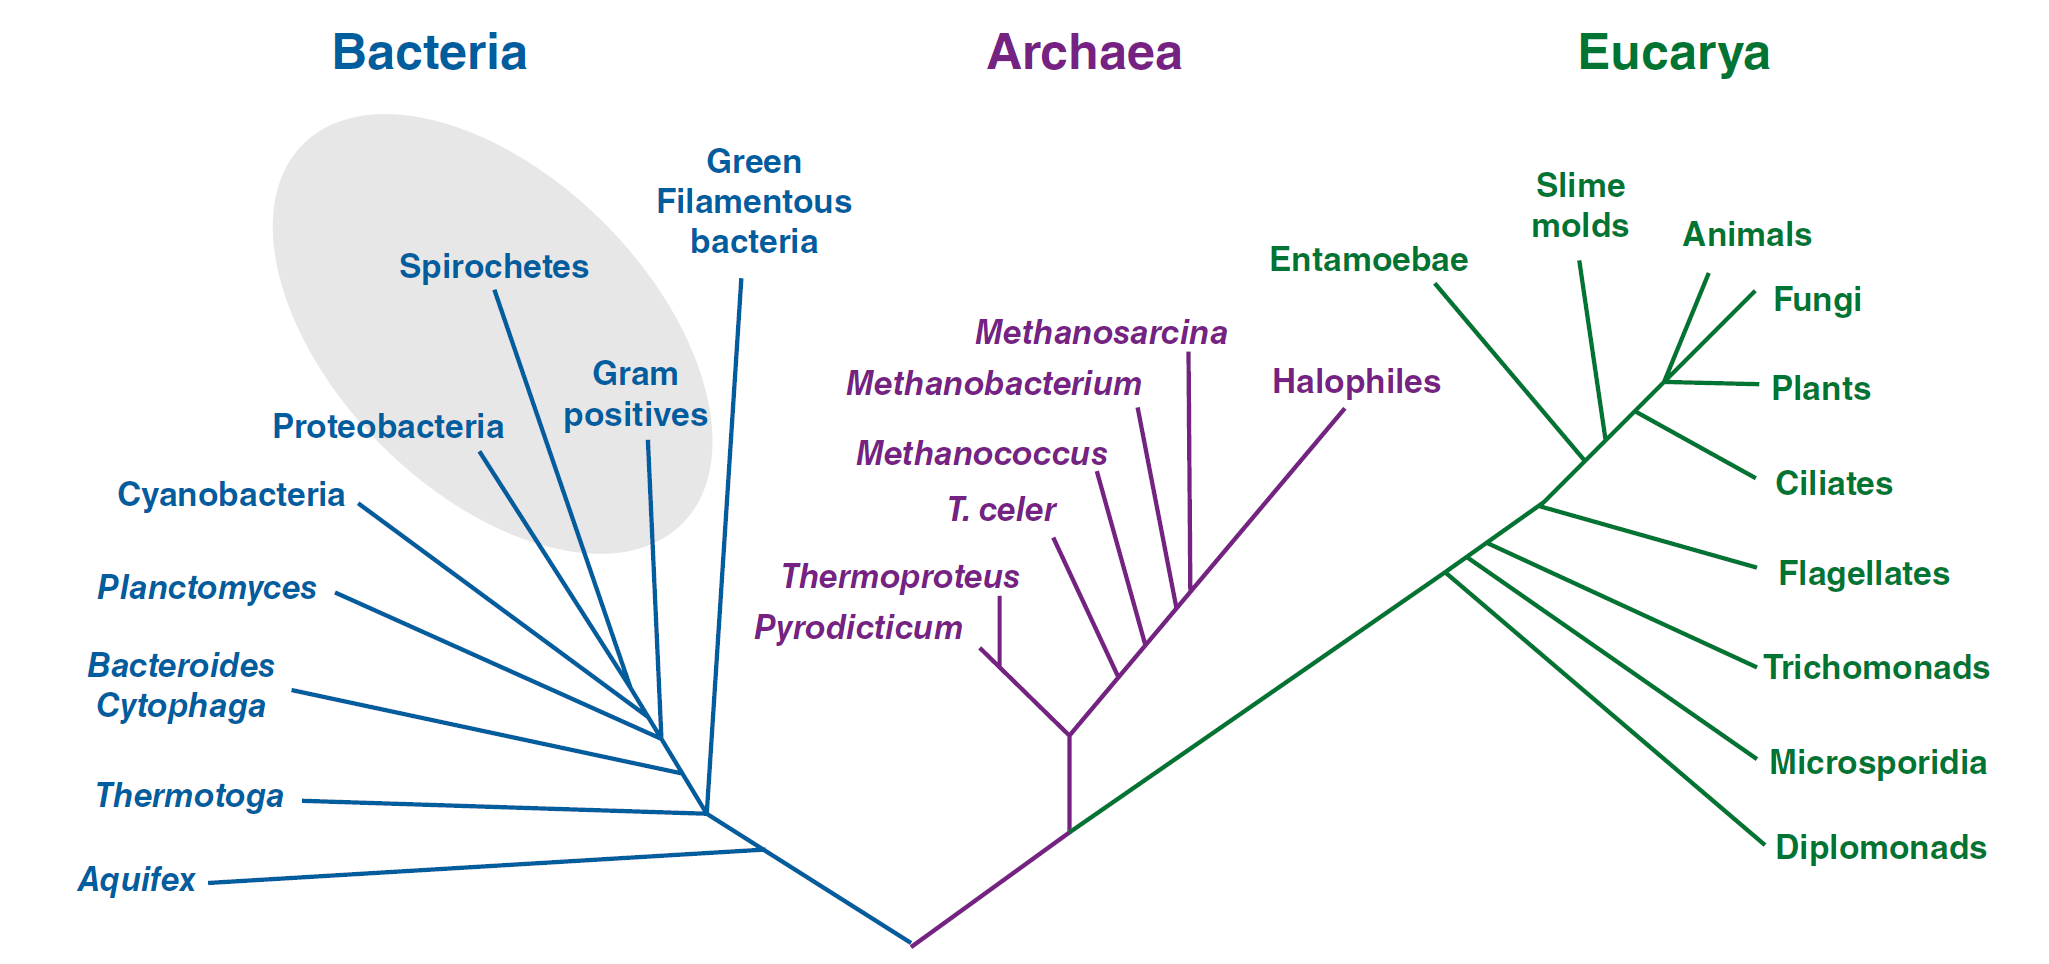 Bacteria
Archaea
Eucarya
Green
Filamentous
bacteria
Spirochetes
Gram
positives
Proteobacteria
Cyanobacteria
Planctomyces
Bacteroides
Cytophaga
Thermotoga
Aquifex
Methanosarcina
Methanobacterium
Halophiles
Methanococcus
T. celer
Thermoproteus
Pyrodicticum
Slime
molds
Entamoebae
Animals
Fungi
Plants
Ciliates
Flagellates
Trichomonads
Microsporidia
Diplomonads